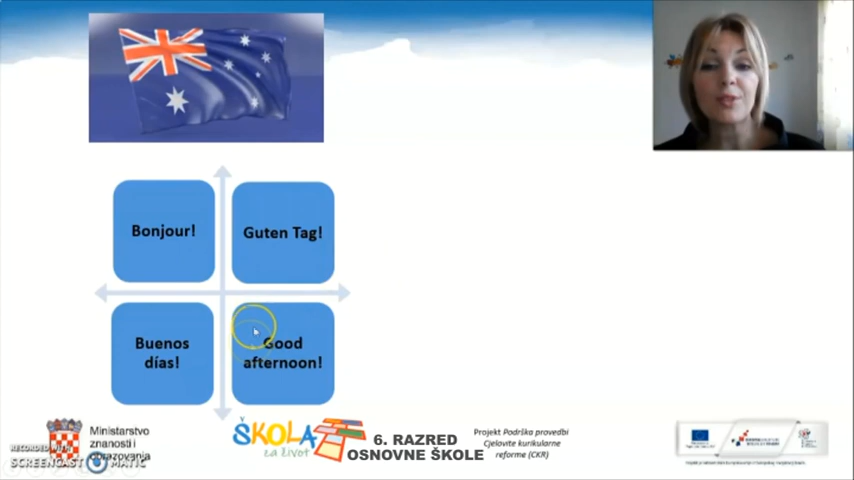 Bonjour!
Guten Tag!
Buenos
días!
Good
afternoon!
Ministarstvo
znanosti i
obrazovanja
RECORDED WITH
SCREENCAST MATIC
ŠKOLA
za život
6. RAZRED
OSNOVNE ŠKOLE
Projekt Podrška provedbi
Cjelovite kurikularne
reforme (CKR)